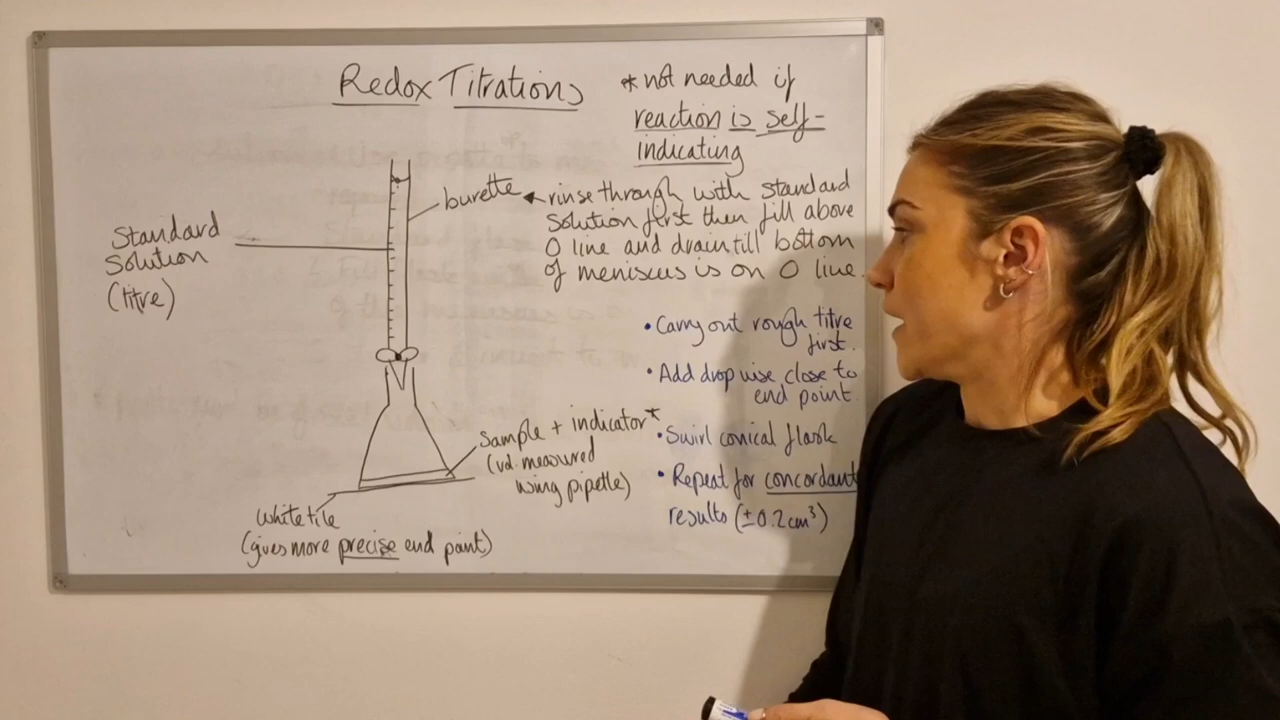 Redox Titrations
* not needed if
reaction is self-
indicating
burette
rinse through with standard
solution first then fill above
0 line and drain till bottom
of meniscus is on 0 line.
Standard
Solution
(titre)
• Carry out rough titre
first.
• Add drop wise close to
end point
• Swirl conical flask
• Repeat for concordant
results (±0.2cm³)
Sample + indicator*
(vol. measured
using pipette)
white tile
(gives more precise end point)